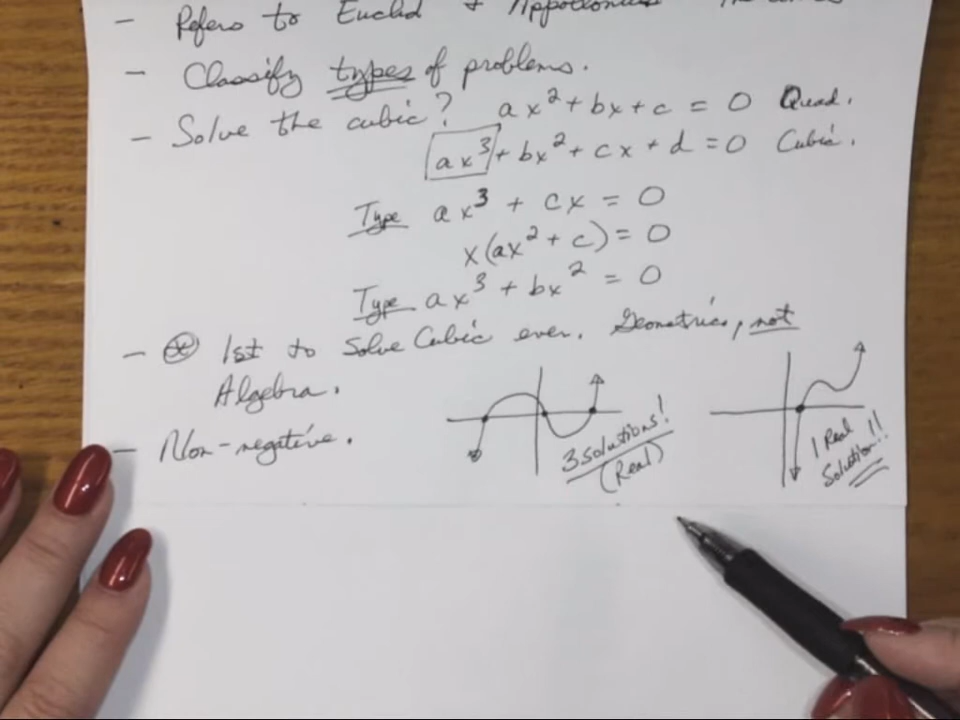 - Refers to Euclid +
- Classify types of problems.
- Solve the cubic? ax² + bx + c = 0 Quad.
ax³ + bx² + cx + d = 0 Cubic.
Type ax³ + cx = 0
x(ax² + c) = 0
Type ax³ + bx² = 0
- * 1st to Solve Cubic ever. Geometric, not
Algebra.
- Non-negative.
3 solutions!
(Real)
1 Real
Solution!!